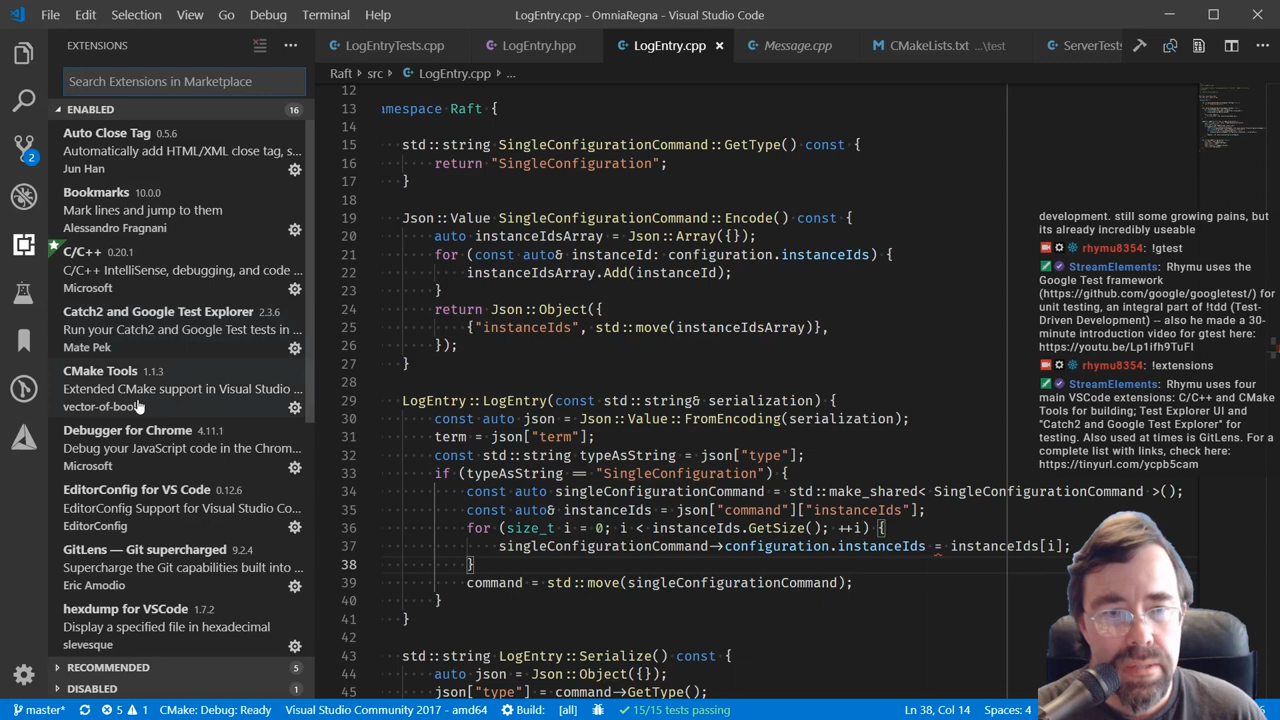 File Edit Selection View Go Debug Terminal Help
LogEntry.cpp - OmniaRegna - Visual Studio Code
EXTENSIONS
LogEntryTests.cpp LogEntry.hpp LogEntry.cpp Message.cpp CMakeLists.txt ...\test ServerTests
Raft > src > LogEntry.cpp > ...
Search Extensions in Marketplace
ENABLED 16
Auto Close Tag 0.5.6
Automatically add HTML/XML close tag, s...
Jun Han
Bookmarks 10.0.0
Mark lines and jump to them
Alessandro Fragnani
C/C++ 0.20.1
C/C++ IntelliSense, debugging, and code ...
Microsoft
Catch2 and Google Test Explorer 2.3.6
Run your Catch2 and Google Test tests in ...
Mate Pek
CMake Tools 1.1.3
Extended CMake support in Visual Studio ...
vector-of-bool
Debugger for Chrome 4.11.1
Debug your JavaScript code in the Chrom...
Microsoft
EditorConfig for VS Code 0.12.6
EditorConfig Support for Visual Studio Co...
EditorConfig
GitLens — Git supercharged 9.2.4
Supercharge the Git capabilities built into ...
Eric Amodio
hexdump for VSCode 1.7.2
Display a specified file in hexadecimal
slevesque
RECOMMENDED 5
DISABLED 1
2
12
13 amespace Raft {
14
15 std::string SingleConfigurationCommand::GetType() const {
16 return "SingleConfiguration";
17 }
18
19 Json::Value SingleConfigurationCommand::Encode() const {
20 auto instanceIdsArray = Json::Array({});
21 for (const auto& instanceId: configuration.instanceIds) {
22 instanceIdsArray.Add(instanceId);
23 }
24 return Json::Object({
25 {"instanceIds", std::move(instanceIdsArray)},
26 });
27 }
28
29 LogEntry::LogEntry(const std::string& serialization) {
30 const auto json = Json::Value::FromEncoding(serialization);
31 term = json["term"];
32 const std::string typeAsString = json["type"];
33 if (typeAsString == "SingleConfiguration") {
34 const auto singleConfigurationCommand = std::make_shared< SingleConfigurationCommand >();
35 const auto& instanceIds = json["command"]["instanceIds"];
36 for (size_t i = 0; i < instanceIds.GetSize(); ++i) {
37 singleConfigurationCommand->configuration.instanceIds = instanceIds[i];
38 }
39 command = std::move(singleConfigurationCommand);
40 }
41 }
42
43 std::string LogEntry::Serialize() const {
44 auto json = Json::Object({});
45 json["type"] = command->GetType();
development. still some growing pains, but
its already incredibly useable
rhymu8354: !gtest
StreamElements: Rhymu uses the
Google Test framework
(https://github.com/google/googletest/) for
unit testing, an integral part of !tdd (Test-
Driven Development) -- also he made a 30-
minute introduction video for gtest here:
https://youtu.be/Lp1ifh9TuFI
rhymu8354: !extensions
StreamElements: Rhymu uses four
main VSCode extensions: C/C++ and CMake
Tools for building; Test Explorer UI and
"Catch2 and Google Test Explorer" for
testing. Also used at times is GitLens. For a
complete list with links, check here:
https://tinyurl.com/ycpb5cam
master* 5 1 CMake: Debug: Ready Visual Studio Community 2017 - amd64 Build: [all] 15/15 tests passing Ln 38, Col 14 Spaces: 4